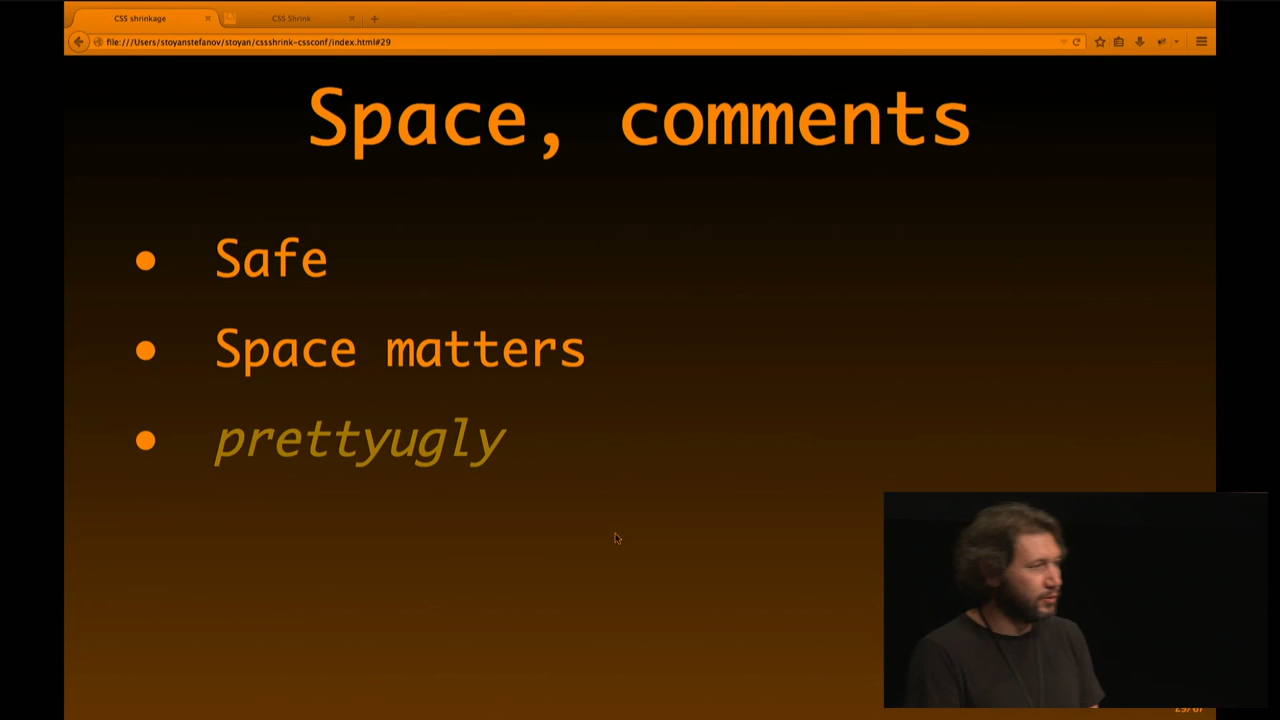 CSS shrinkage
CSS Shrink
file:///Users/stoyanstefanov/stoyan/cssshrink-cssconf/index.html#29
Space, comments
Safe
Space matters
prettyugly